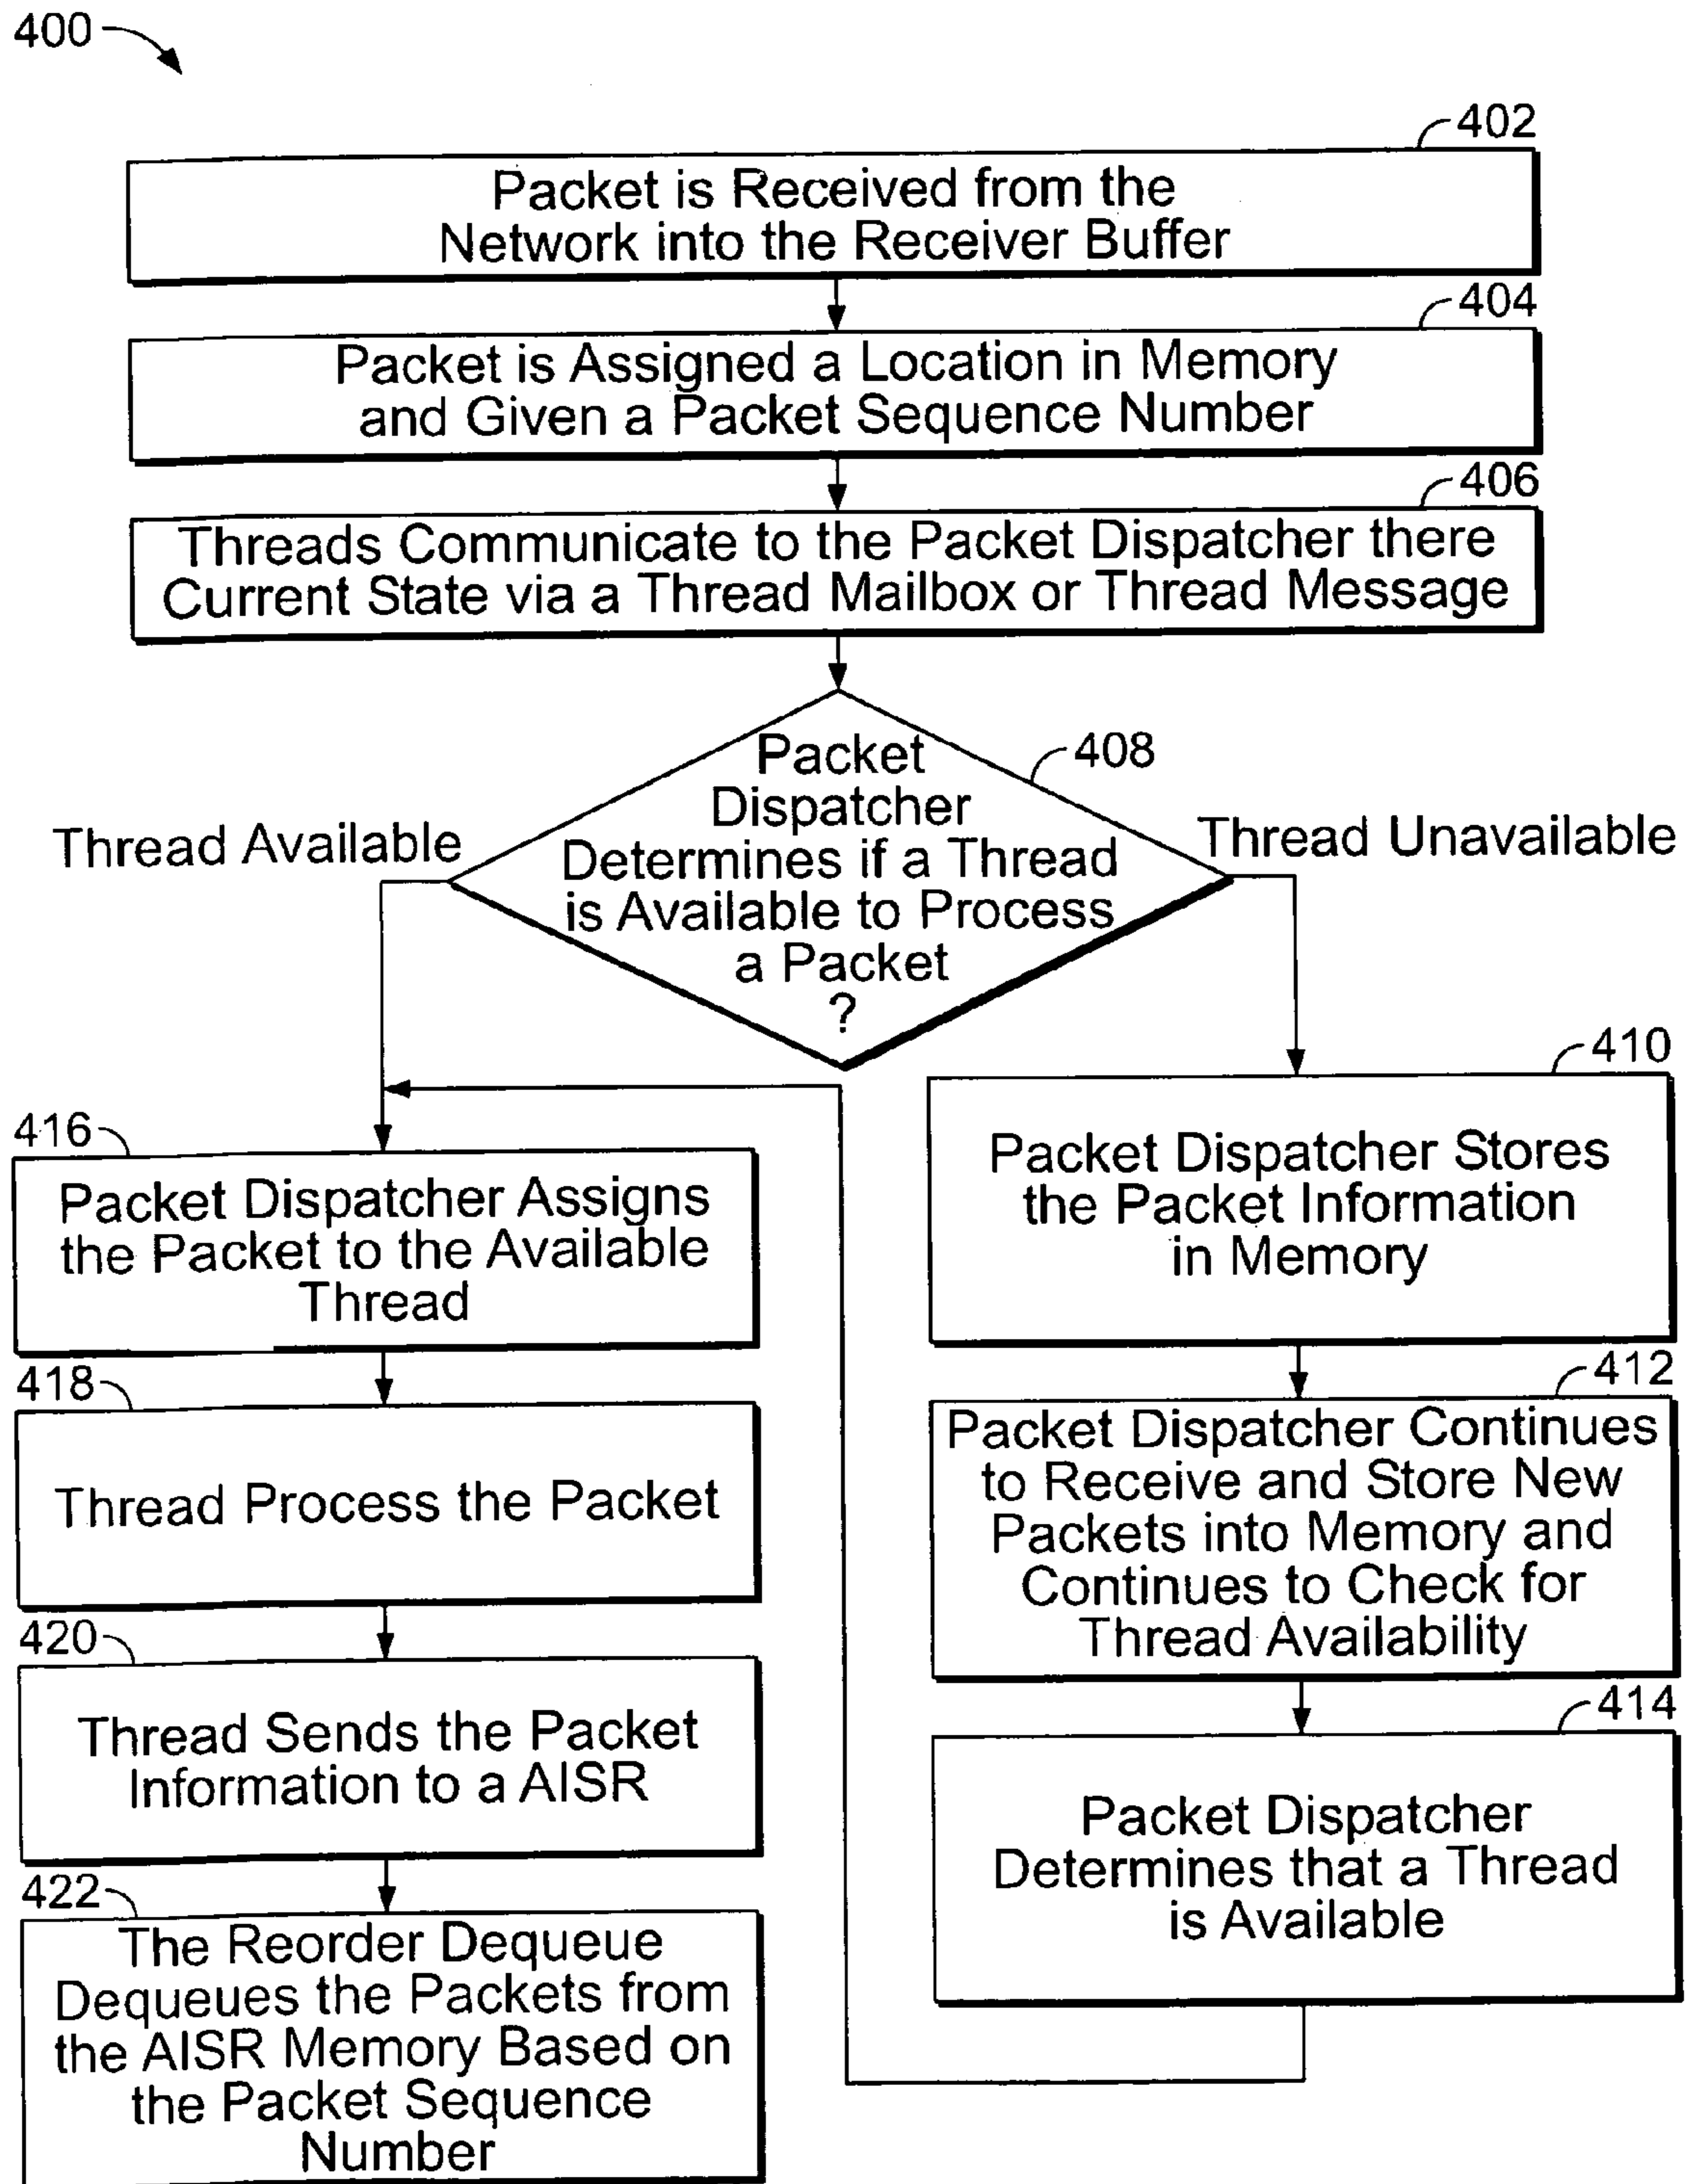 400
402
Packet is Received from the
Network into the Receiver Buffer
404
Packet is Assigned a Location in Memory
and Given a Packet Sequence Number
406
Threads Communicate to the Packet Dispatcher there
Current State via a Thread Mailbox or Thread Message
408
Packet
Dispatcher
Determines if a Thread
is Available to Process
a Packet
?
Thread Available
Thread Unavailable
410
Packet Dispatcher Stores
the Packet Information
in Memory
412
Packet Dispatcher Continues
to Receive and Store New
Packets into Memory and
Continues to Check for
Thread Availability
414
Packet Dispatcher
Determines that a Thread
is Available
416
Packet Dispatcher Assigns
the Packet to the Available
Thread
418
Thread Process the Packet
420
Thread Sends the Packet
Information to a AISR
422
The Reorder Dequeue
Dequeues the Packets from
the AISR Memory Based on
the Packet Sequence
Number